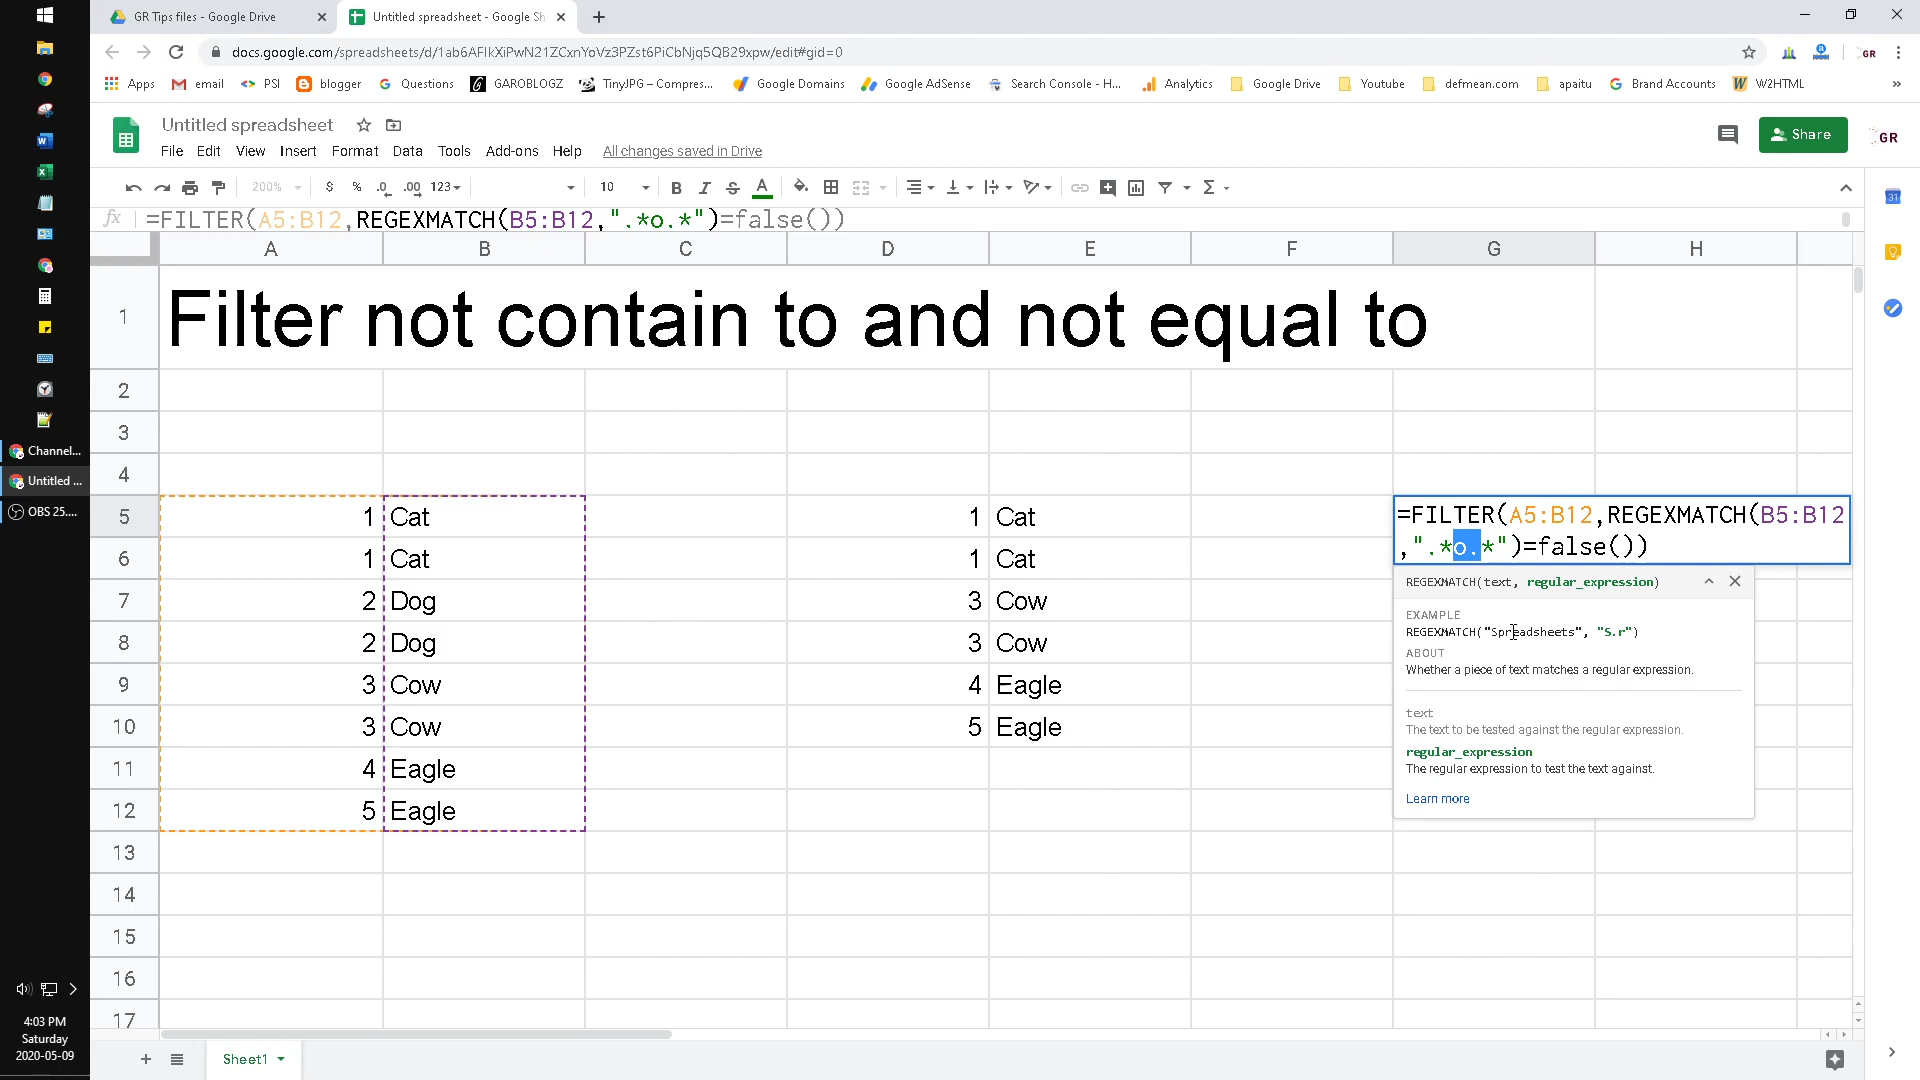 GR Tips files - Google Drive
Untitled spreadsheet - Google Sh
docs.google.com/spreadsheets/d/1ab6AFlkXiPwN21ZCxnYoVz3PZst6PiCbNjq5QB29xpw/edit#gid=0
GR
Apps email PSI blogger Questions GAROBLOGZ TinyJPG – Compres... Google Domains Google AdSense Search Console - H... Analytics Google Drive Youtube defmean.com apaitu Brand Accounts W2HTML »
Untitled spreadsheet
Share
GR
File Edit View Insert Format Data Tools Add-ons Help All changes saved in Drive
200% $ % .0 .00 123 10 B I S A Σ
fx =FILTER(A5:B12,REGEXMATCH(B5:B12,".*o.*")=false())
A B C D E F G H
1 Filter not contain to and not equal to
2
3
4
5 1 Cat 1 Cat =FILTER(A5:B12,REGEXMATCH(B5:B12
,".*o.*")=false())
6 1 Cat 1 Cat
7 2 Dog 3 Cow
8 2 Dog 3 Cow
9 3 Cow 4 Eagle
10 3 Cow 5 Eagle
11 4 Eagle
12 5 Eagle
13
14
15
16
17
REGEXMATCH(text, regular_expression)
EXAMPLE
REGEXMATCH("Spreadsheets", "S.r")
ABOUT
Whether a piece of text matches a regular expression.
text
The text to be tested against the regular expression.
regular_expression
The regular expression to test the text against.
Learn more
Sheet1
Channel...
Untitled ...
OBS 25....
4:03 PM
Saturday
2020-05-09
31